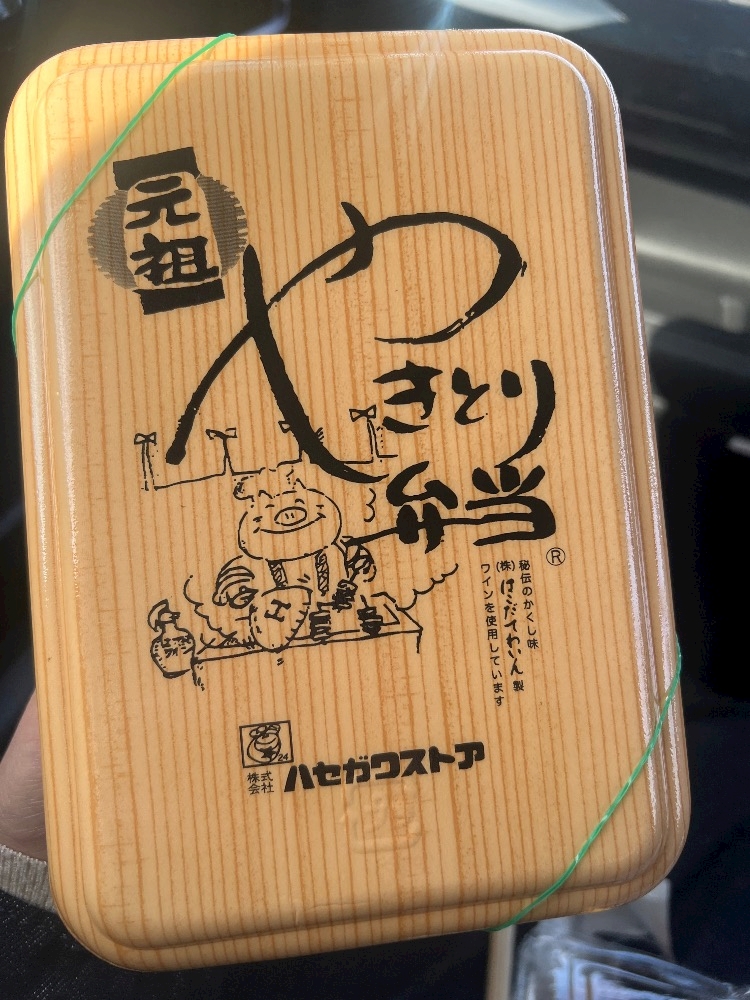 元祖
やきとり
弁当
®
秘伝のかくし味
(株)はこだてわいん製
ワインを使用しています
24
株式会社
ハセガワストア